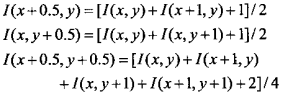 I(x+0.5,y)=[I(x,y)+I(x+1,y)+1]/2
I(x,y+0.5)=[I(x,y)+I(x,y+1)+1]/2
I(x+0.5,y+0.5)=[I(x,y)+I(x+1,y)
+I(x,y+1)+I(x+1,y+1)+2]/4